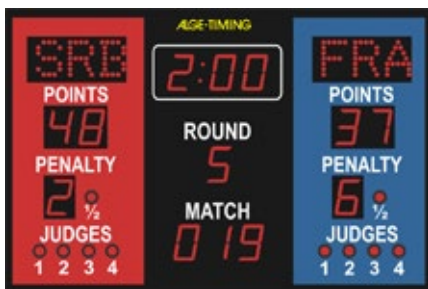 ALGE-TIMING
SRB
2:00
FRA
POINTS
48
ROUND
5
POINTS
37
PENALTY
2 ½
MATCH
019
PENALTY
6 ½
JUDGES
1 2 3 4
JUDGES
1 2 3 4